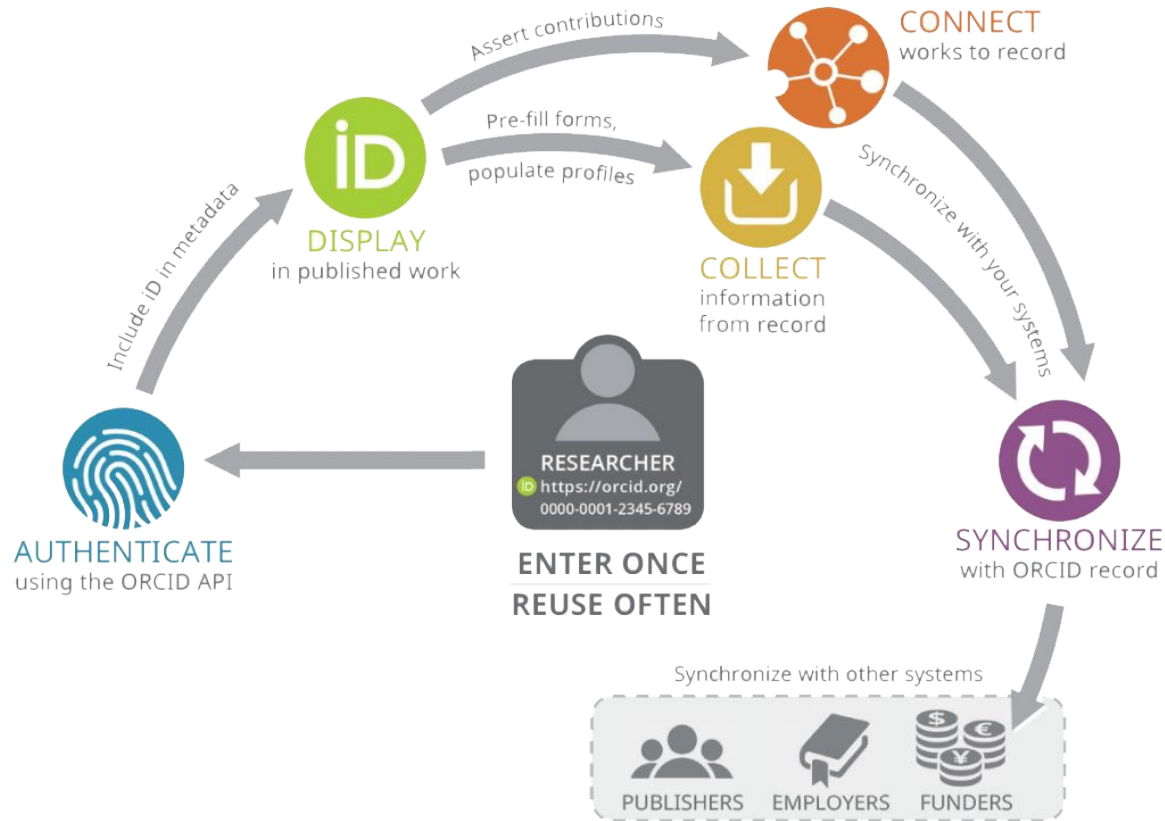 Assert contributions
CONNECT
works to record
Pre-fill forms,
populate profiles
iD
DISPLAY
in published work
Include iD in metadata
COLLECT
information
from record
Synchronize with your systems
RESEARCHER
iD https://orcid.org/
0000-0001-2345-6789
ENTER ONCE
REUSE OFTEN
AUTHENTICATE
using the ORCID API
SYNCHRONIZE
with ORCID record
Synchronize with other systems
$ € ¥
PUBLISHERS EMPLOYERS FUNDERS